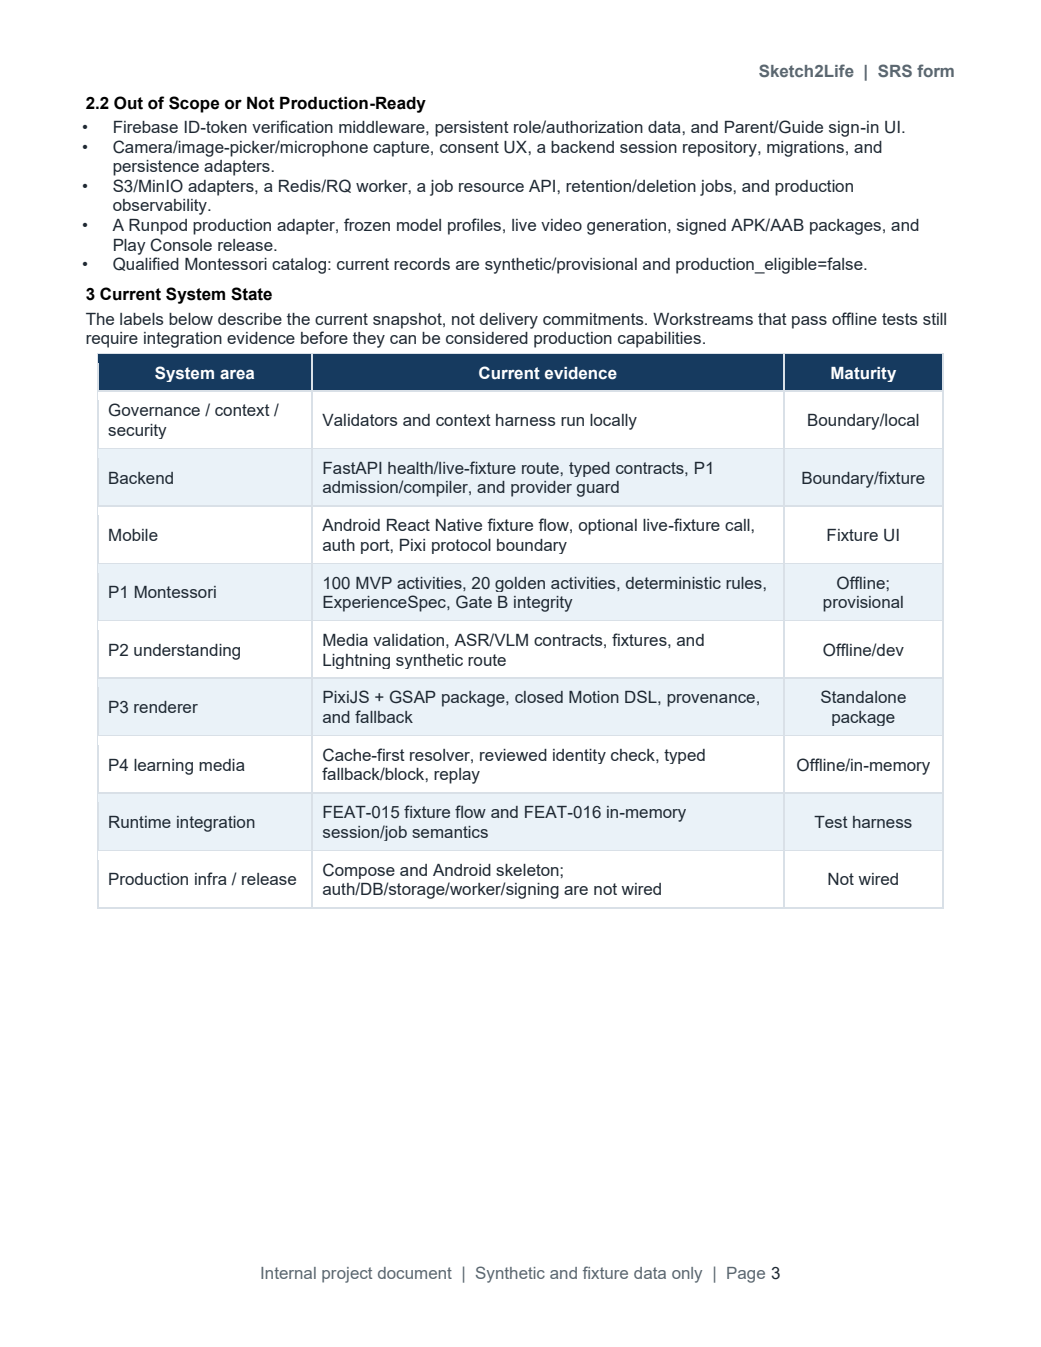 Sketch2Life | SRS form
2.2 Out of Scope or Not Production-Ready
• Firebase ID-token verification middleware, persistent role/authorization data, and Parent/Guide sign-in UI.
• Camera/image-picker/microphone capture, consent UX, a backend session repository, migrations, and
persistence adapters.
• S3/MinIO adapters, a Redis/RQ worker, a job resource API, retention/deletion jobs, and production
observability.
• A Runpod production adapter, frozen model profiles, live video generation, signed APK/AAB packages, and
Play Console release.
• Qualified Montessori catalog: current records are synthetic/provisional and production_eligible=false.
3 Current System State
The labels below describe the current snapshot, not delivery commitments. Workstreams that pass offline tests still
require integration evidence before they can be considered production capabilities.
System area Current evidence Maturity
Governance / context /
security
Validators and context harness run locally
Boundary/local
Backend
FastAPI health/live-fixture route, typed contracts, P1
admission/compiler, and provider guard
Boundary/fixture
Mobile
Android React Native fixture flow, optional live-fixture call,
auth port, Pixi protocol boundary
Fixture UI
P1 Montessori
100 MVP activities, 20 golden activities, deterministic rules,
ExperienceSpec, Gate B integrity
Offline;
provisional
P2 understanding
Media validation, ASR/VLM contracts, fixtures, and
Lightning synthetic route
Offline/dev
P3 renderer
PixiJS + GSAP package, closed Motion DSL, provenance,
and fallback
Standalone
package
P4 learning media
Cache-first resolver, reviewed identity check, typed
fallback/block, replay
Offline/in-memory
Runtime integration
FEAT-015 fixture flow and FEAT-016 in-memory
session/job semantics
Test harness
Production infra / release
Compose and Android skeleton;
auth/DB/storage/worker/signing are not wired
Not wired
Internal project document | Synthetic and fixture data only | Page 3